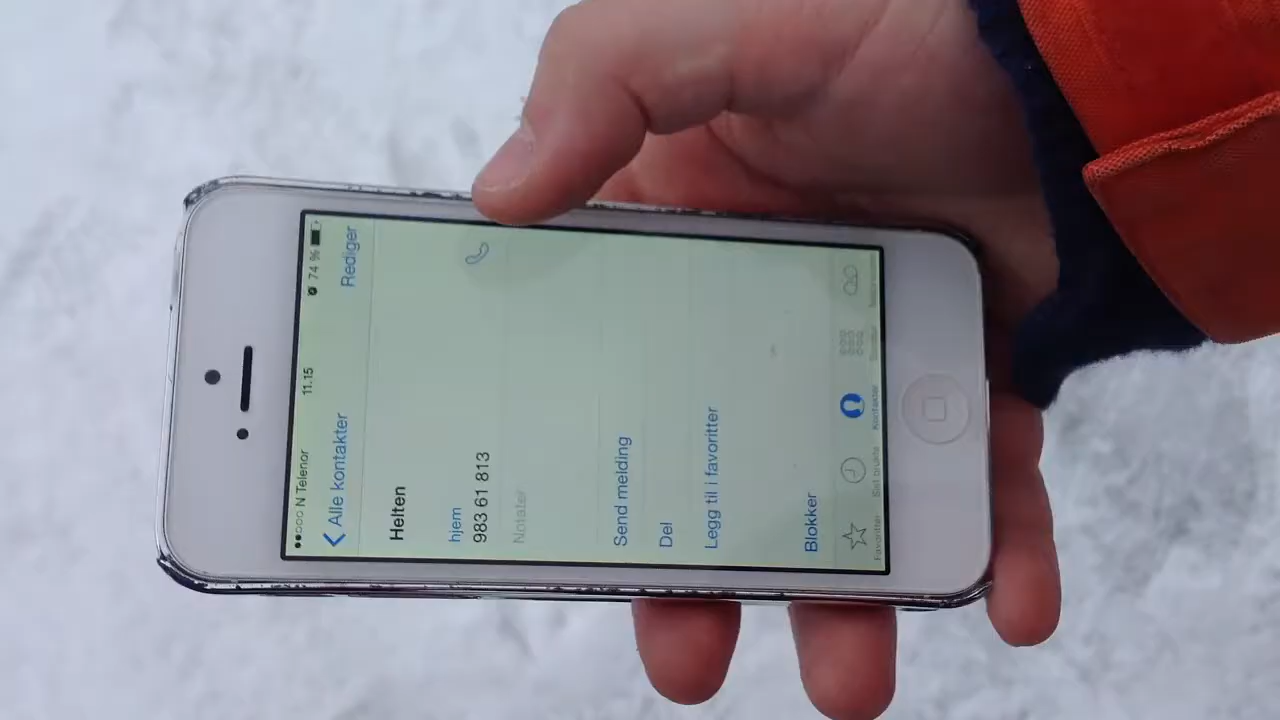 N Telenor 11.15 74 %
Alle kontakter Rediger
Helten
hjem
983 61 813
Notater
Send melding
Del
Legg til i favoritter
Blokker
Favoritter Sist brukte Kontakter